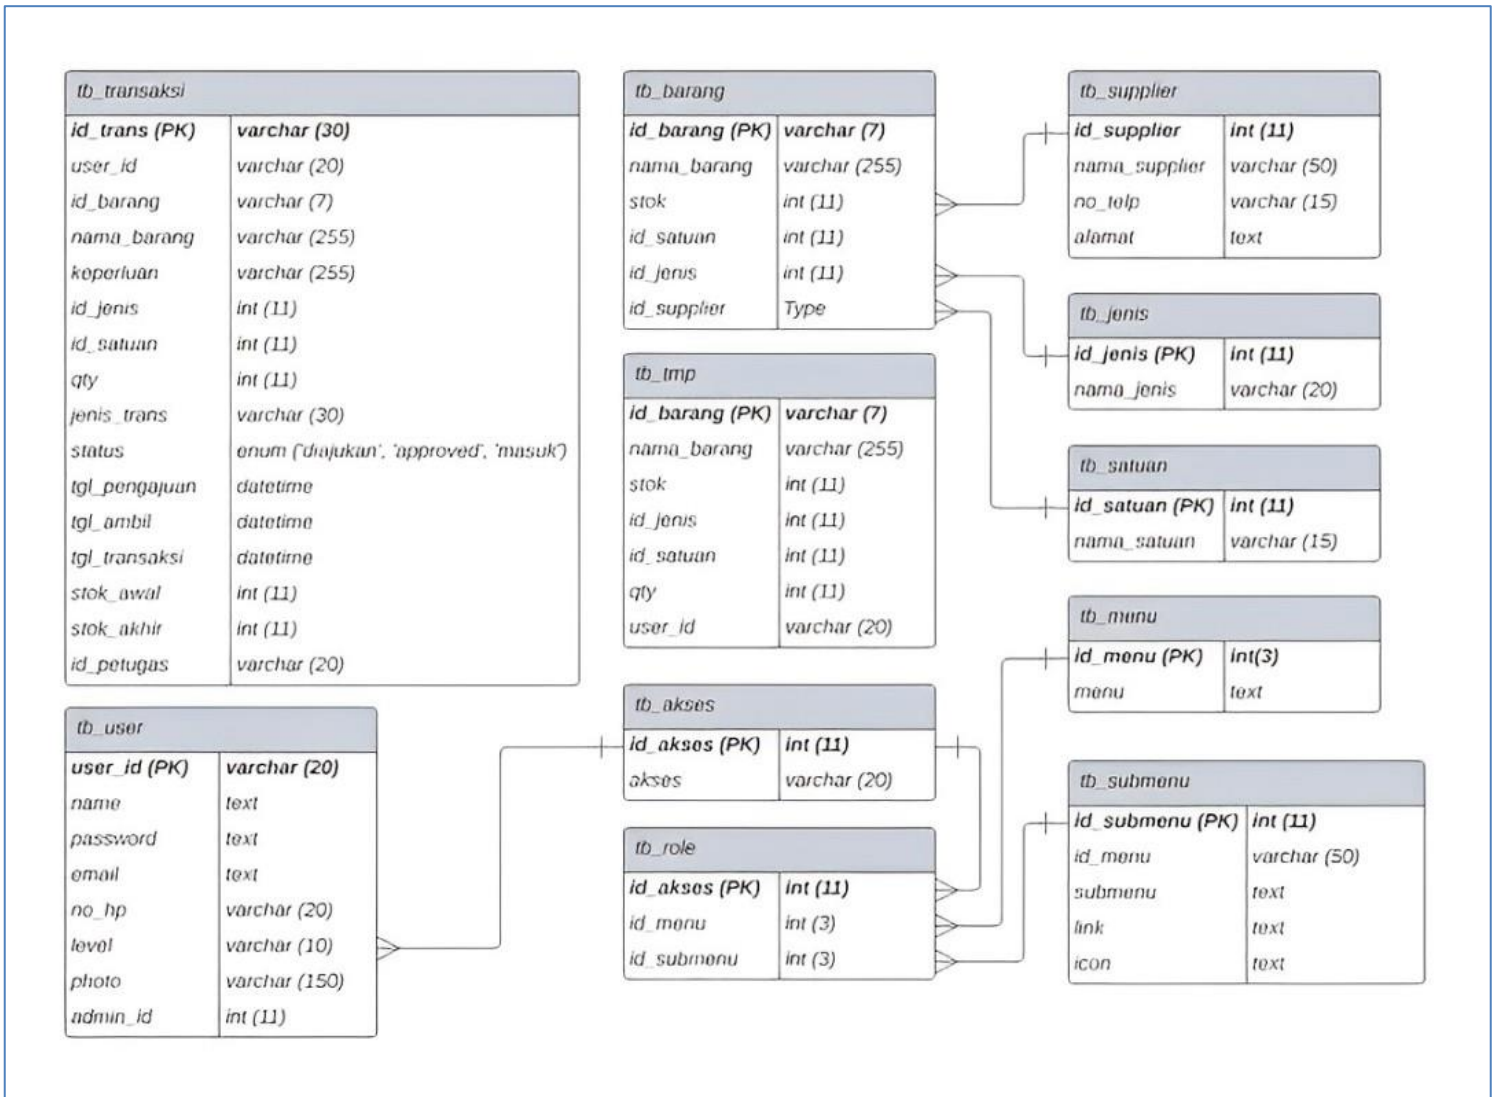 tb_transaksi
id_trans (PK) varchar (30)
user_id varchar (20)
id_barang varchar (7)
nama_barang varchar (255)
keperluan varchar (255)
id_jenis int (11)
id_satuan int (11)
qty int (11)
jenis_trans varchar (30)
status enum ('diajukan', 'approved', 'masuk')
tgl_pengajuan datetime
tgl_ambil datetime
tgl_transaksi datetime
stok_awal int (11)
stok_akhir int (11)
id_petugas varchar (20)
tb_user
user_id (PK) varchar (20)
name text
password text
email text
no_hp varchar (20)
level varchar (10)
photo varchar (150)
admin_id int (11)
tb_barang
id_barang (PK) varchar (7)
nama_barang varchar (255)
stok int (11)
id_satuan int (11)
id_jenis int (11)
id_supplier Type
tb_tmp
id_barang (PK) varchar (7)
nama_barang varchar (255)
stok int (11)
id_jenis int (11)
id_satuan int (11)
qty int (11)
user_id varchar (20)
tb_akses
id_akses (PK) int (11)
akses varchar (20)
tb_role
id_akses (PK) int (11)
id_menu int (3)
id_submenu int (3)
tb_supplier
id_supplier int (11)
nama_supplier varchar (50)
no_telp varchar (15)
alamat text
tb_jenis
id_jenis (PK) int (11)
nama_jenis varchar (20)
tb_satuan
id_satuan (PK) int (11)
nama_satuan varchar (15)
tb_menu
id_menu (PK) int(3)
menu text
tb_submenu
id_submenu (PK) int (11)
id_menu varchar (50)
submenu text
link text
icon text